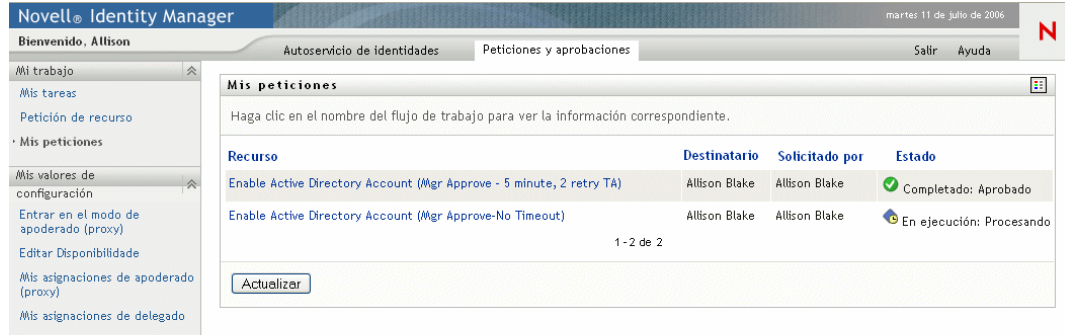 Novell® Identity Manager
martes 11 de julio de 2006
N
Bienvenido, Allison
Autoservicio de identidades
Peticiones y aprobaciones
Salir
Ayuda
Mi trabajo
Mis tareas
Petición de recurso
Mis peticiones
Mis valores de
configuración
Entrar en el modo de
apoderado (proxy)
Editar Disponibilidade
Mis asignaciones de apoderado
(proxy)
Mis asignaciones de delegado
Mis peticiones
Haga clic en el nombre del flujo de trabajo para ver la información correspondiente.
Recurso Destinatario Solicitado por Estado
Enable Active Directory Account (Mgr Approve - 5 minute, 2 retry TA) Allison Blake Allison Blake Completado: Aprobado
Enable Active Directory Account (Mgr Approve-No Timeout) Allison Blake Allison Blake En ejecución: Procesando
1 - 2 de 2
Actualizar